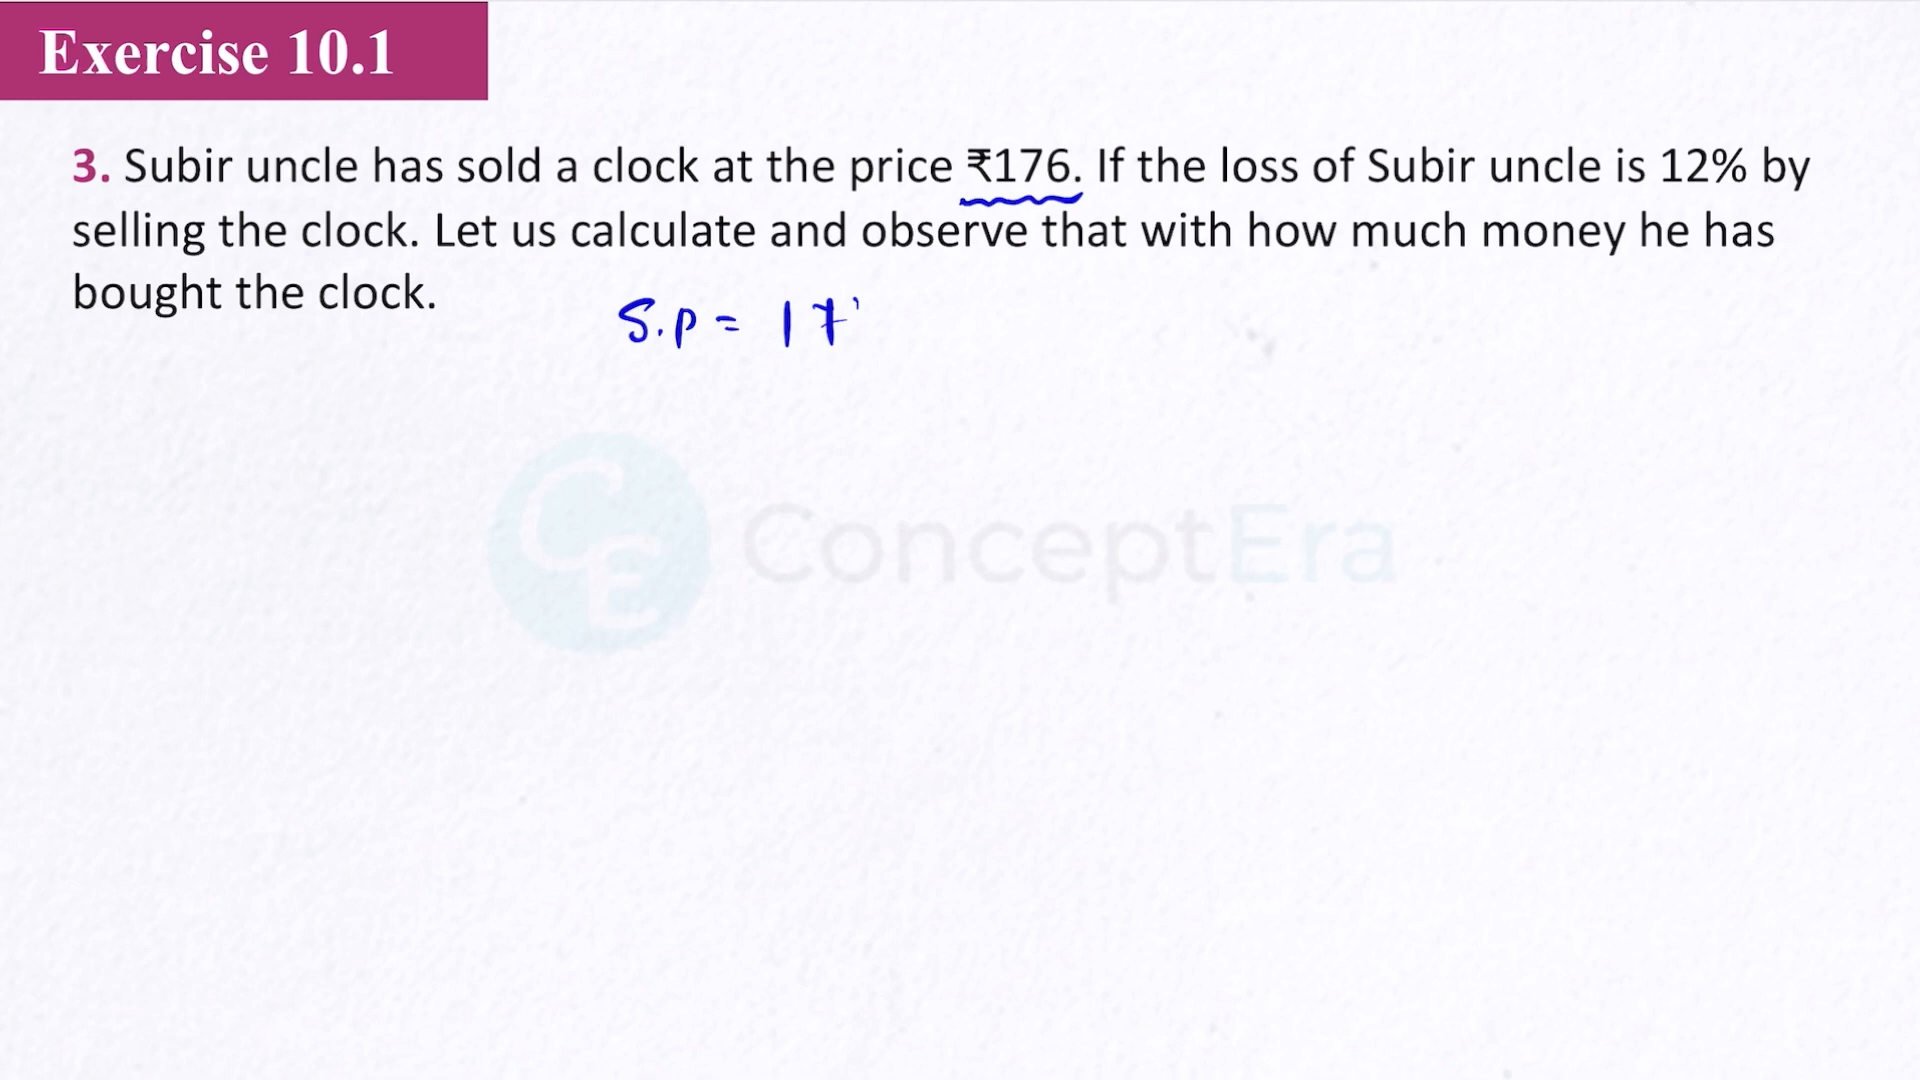 Exercise 10.1
3. Subir uncle has sold a clock at the price ₹176. If the loss of Subir uncle is 12% by
selling the clock. Let us calculate and observe that with how much money he has
bought the clock.
S.P = 17
CE ConceptEra